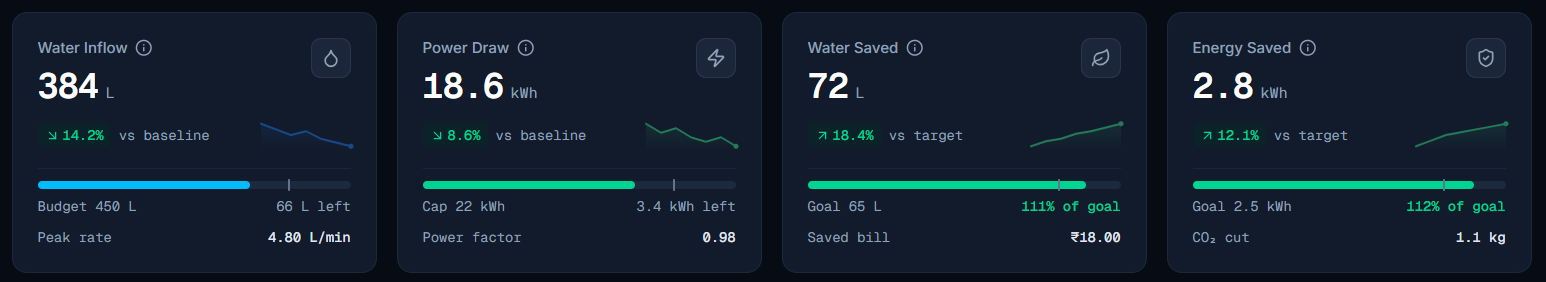 Water Inflow
384 L
14.2% vs baseline
Budget 450 L 66 L left
Peak rate 4.80 L/min
Power Draw
18.6 kWh
8.6% vs baseline
Cap 22 kWh 3.4 kWh left
Power factor 0.98
Water Saved
72 L
18.4% vs target
Goal 65 L 111% of goal
Saved bill ₹18.00
Energy Saved
2.8 kWh
12.1% vs target
Goal 2.5 kWh 112% of goal
CO₂ cut 1.1 kg